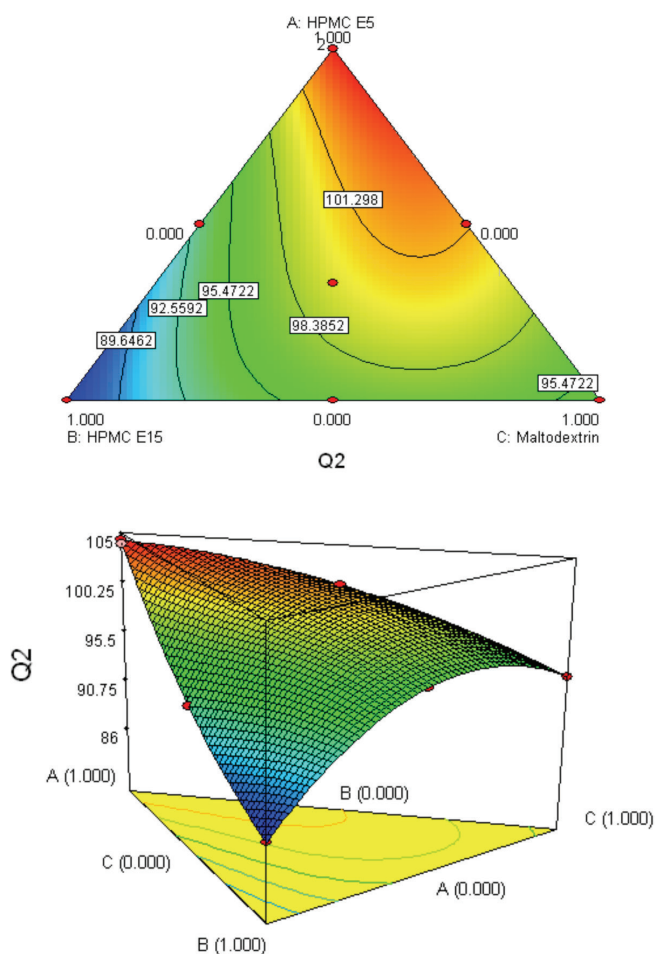 A: HPMC E5
1.000
2
101.298
0.000
0.000
95.4722
92.5592
98.3852
89.6462
95.4722
1.000
0.000
1.000
B: HPMC E15
C: Maltodextrin
Q2
105
100.25
95.5
90.75
86
Q2
A (1.000)
B (0.000)
C (1.000)
C (0.000)
A (0.000)
B (1.000)